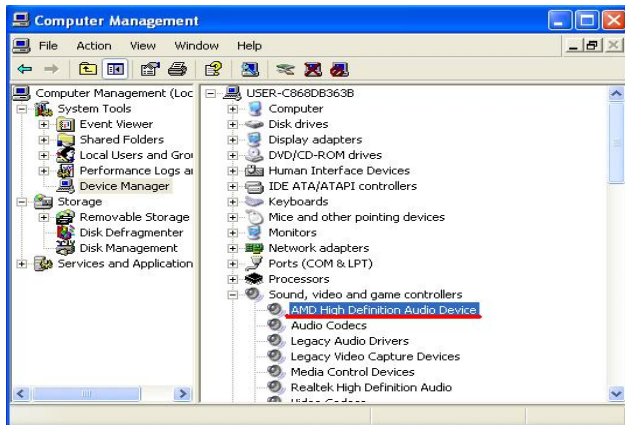 Computer Management
File Action View Window Help
Computer Management (Loc
System Tools
Event Viewer
Shared Folders
Local Users and Grou
Performance Logs a
Device Manager
Storage
Removable Storage
Disk Defragmenter
Disk Management
Services and Application
USER-C868DB363B
Computer
Disk drives
Display adapters
DVD/CD-ROM drives
Human Interface Devices
IDE ATA/ATAPI controllers
Keyboards
Mice and other pointing devices
Monitors
Network adapters
Ports (COM & LPT)
Processors
Sound, video and game controllers
AMD High Definition Audio Device
Audio Codecs
Legacy Audio Drivers
Legacy Video Capture Devices
Media Control Devices
Realtek High Definition Audio